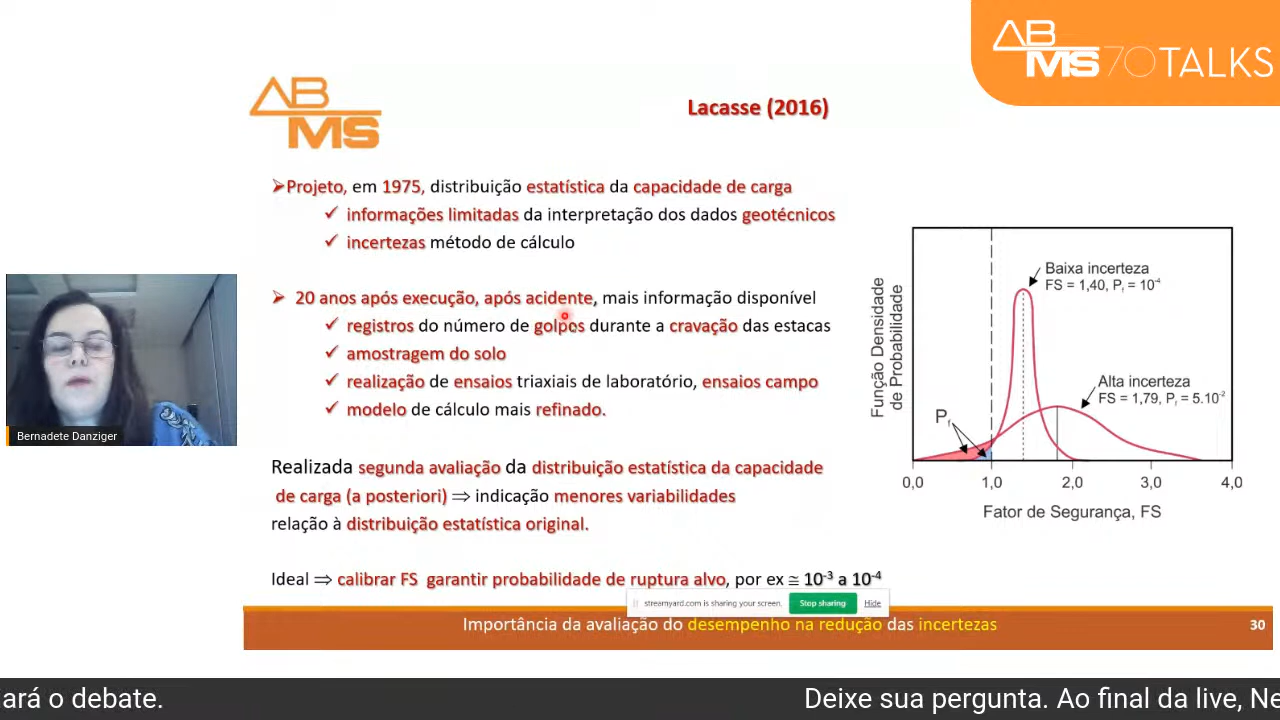 ABMS 70TALKS
ABMS
Lacasse (2016)
➢Projeto, em 1975, distribuição estatística da capacidade de carga
✓ informações limitadas da interpretação dos dados geotécnicos
✓ incertezas método de cálculo
➢ 20 anos após execução, após acidente, mais informação disponível
✓ registros do número de golpes durante a cravação das estacas
✓ amostragem do solo
✓ realização de ensaios triaxiais de laboratório, ensaios campo
✓ modelo de cálculo mais refinado.
Realizada segunda avaliação da distribuição estatística da capacidade
de carga (a posteriori) ⇒ indicação menores variabilidades
relação à distribuição estatística original.
Ideal ⇒ calibrar FS garantir probabilidade de ruptura alvo, por ex ≅ 10⁻³ a 10⁻⁴
Função Densidade
de Probabilidade
Baixa incerteza
FS = 1,40, Pf = 10⁻⁴
Alta incerteza
FS = 1,79, Pf = 5.10⁻²
Pf
0,0 1,0 2,0 3,0 4,0
Fator de Segurança, FS
Bernadete Danziger
streamyard.com is sharing your screen. Stop sharing Hide
Importância da avaliação do desempenho na redução das incertezas
30
iará o debate. Deixe sua pergunta. Ao final da live, Ne